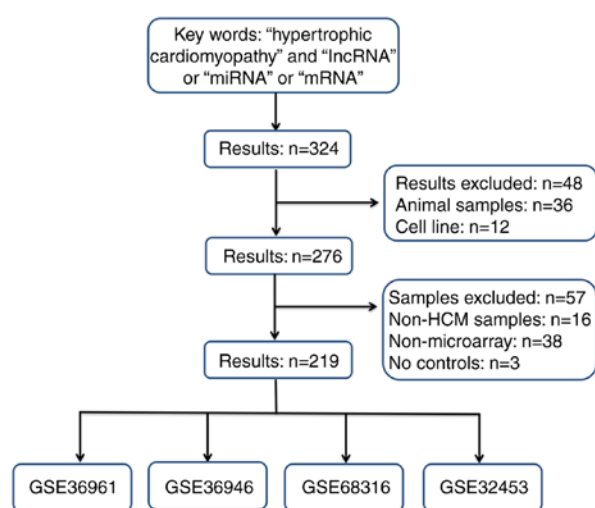 Key words: “hypertrophic
cardiomyopathy” and “lncRNA”
or “miRNA” or “mRNA”
Results: n=324
Results excluded: n=48
Animal samples: n=36
Cell line: n=12
Results: n=276
Samples excluded: n=57
Non-HCM samples: n=16
Non-microarray: n=38
No controls: n=3
Results: n=219
GSE36961
GSE36946
GSE68316
GSE32453